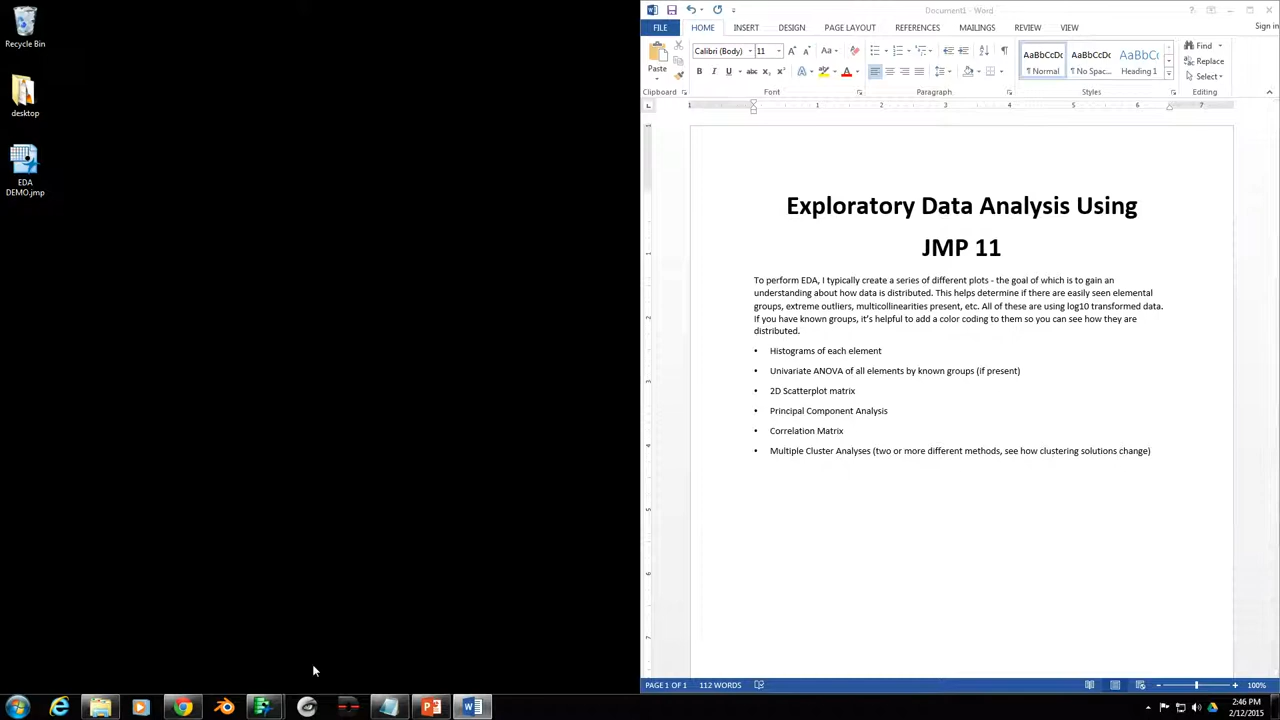 Recycle Bin
desktop
EDA
DEMO.jmp
Document1 - Word
FILE HOME INSERT DESIGN PAGE LAYOUT REFERENCES MAILINGS REVIEW VIEW Sign in
Calibri (Body) 11
Paste
AaBbCcDc AaBbCcDc AaBbCc
¶ Normal ¶ No Spac... Heading 1
Find
Replace
Select
Clipboard Font Paragraph Styles Editing
1 1 2 3 4 5 6 7
Exploratory Data Analysis Using
JMP 11
To perform EDA, I typically create a series of different plots - the goal of which is to gain an
understanding about how data is distributed. This helps determine if there are easily seen elemental
groups, extreme outliers, multicollinearities present, etc. All of these are using log10 transformed data.
If you have known groups, it's helpful to add a color coding to them so you can see how they are
distributed.
• Histograms of each element
• Univariate ANOVA of all elements by known groups (if present)
• 2D Scatterplot matrix
• Principal Component Analysis
• Correlation Matrix
• Multiple Cluster Analyses (two or more different methods, see how clustering solutions change)
PAGE 1 OF 1 112 WORDS 100%
2:46 PM
2/12/2015